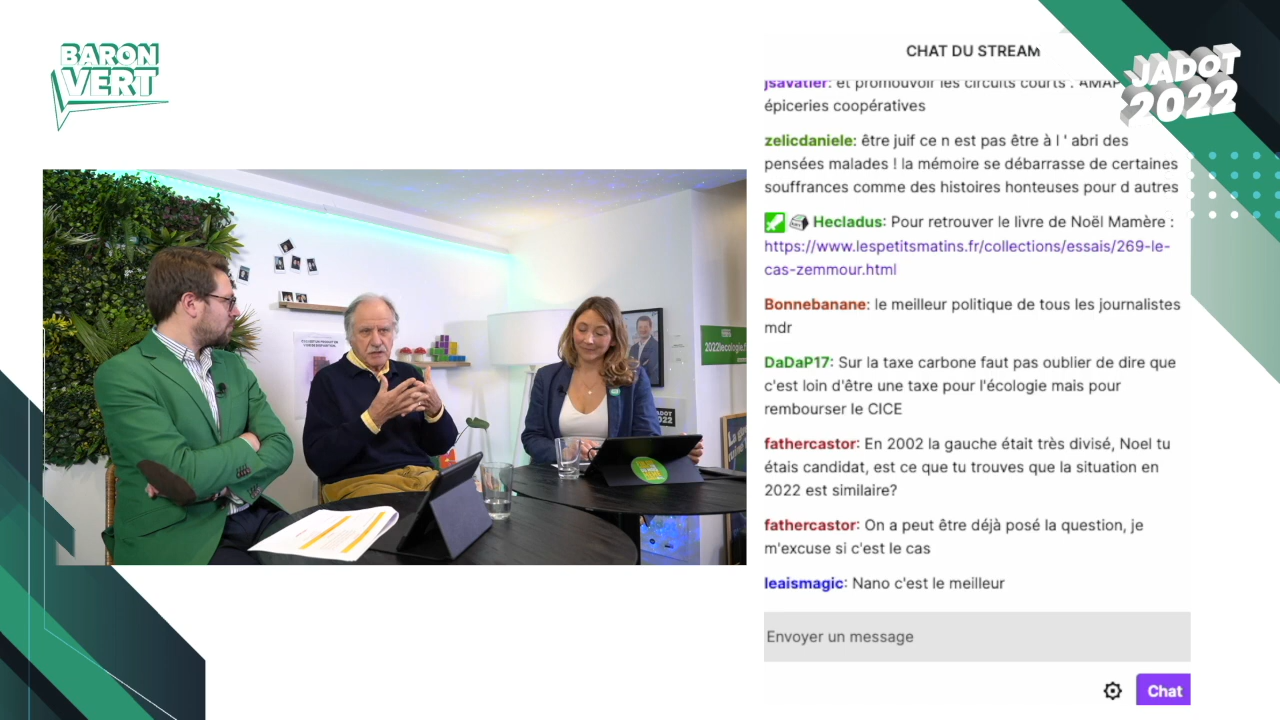 BARON
VERT
JADOT
2022
CHAT DU STREAM
jsavatier: et promouvoir les circuits courts : AMAP
épiceries coopératives
zelicdaniele: être juif ce n est pas être à l ' abri des
pensées malades ! la mémoire se débarrasse de certaines
souffrances comme des histoires honteuses pour d autres
Hecladus: Pour retrouver le livre de Noël Mamère :
https://www.lespetitsmatins.fr/collections/essais/269-le-
cas-zemmour.html
Bonnebanane: le meilleur politique de tous les journalistes
mdr
DaDaP17: Sur la taxe carbone faut pas oublier de dire que
c'est loin d'être une taxe pour l'écologie mais pour
rembourser le CICE
fathercastor: En 2002 la gauche était très divisé, Noel tu
étais candidat, est ce que tu trouves que la situation en
2022 est similaire?
fathercastor: On a peut être déjà posé la question, je
m'excuse si c'est le cas
leaismagic: Nano c'est le meilleur
Envoyer un message
Chat
2022lecologie.fr
JADOT
2022